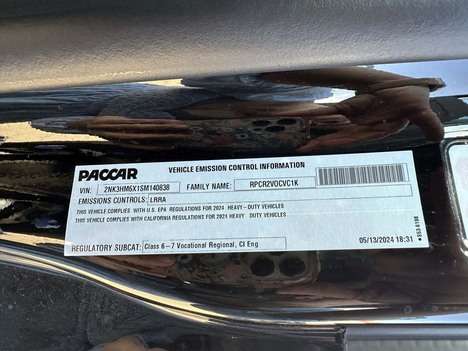 PACCAR
VEHICLE EMISSION CONTROL INFORMATION
VIN: 2NK3HM6X1SM140838 FAMILY NAME: RPCR2VOCVC1K
EMISSIONS CONTROLS: LRRA
THIS VEHICLE COMPLIES WITH U.S. EPA REGULATIONS FOR 2024 HEAVY-DUTY VEHICLES
THIS VEHICLE COMPLIES WITH CALIFORNIA REGULATIONS FOR 2024 HEAVY-DUTY VEHICLES
REGULATORY SUBCAT: Class 6-7 Vocational Regional, CI Eng
05/13/2024 18:31